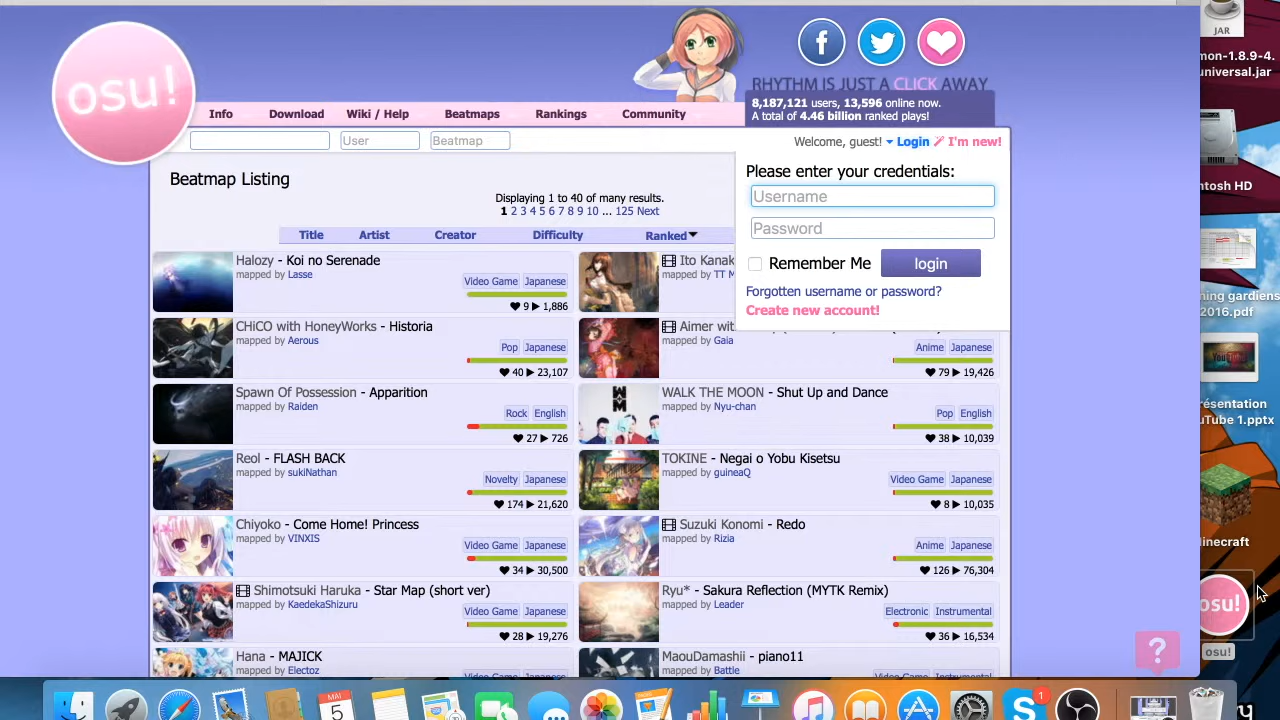 osu!
RHYTHM IS JUST A CLICK AWAY
8,187,121 users, 13,596 online now.
A total of 4.46 billion ranked plays!
Info Download Wiki / Help Beatmaps Rankings Community
User Beatmap
Welcome, guest! Login I'm new!
Please enter your credentials:
Username
Password
Remember Me login
Forgotten username or password?
Create new account!
Beatmap Listing
Displaying 1 to 40 of many results.
1 2 3 4 5 6 7 8 9 10 ... 125 Next
Title Artist Creator Difficulty Ranked
Halozy - Koi no Serenade
mapped by Lasse
Video Game Japanese
9 1,886
Ito Kanak
mapped by TT M
CHiCO with HoneyWorks - Historia
mapped by Aerous
Pop Japanese
40 23,107
Aimer wit
mapped by Gaia
Anime Japanese
79 19,426
Spawn Of Possession - Apparition
mapped by Raiden
Rock English
27 726
WALK THE MOON - Shut Up and Dance
mapped by Nyu-chan
Pop English
38 10,039
Reol - FLASH BACK
mapped by sukiNathan
Novelty Japanese
174 21,620
TOKINE - Negai o Yobu Kisetsu
mapped by guineaQ
Video Game Japanese
8 10,035
Chiyoko - Come Home! Princess
mapped by VINXIS
Video Game Japanese
34 30,500
Suzuki Konomi - Redo
mapped by Rizia
Anime Japanese
126 76,304
Shimotsuki Haruka - Star Map (short ver)
mapped by KaedekaShizuru
Video Game Japanese
28 19,276
Ryu* - Sakura Reflection (MYTK Remix)
mapped by Leader
Electronic Instrumental
36 16,534
Hana - MAJICK
mapped by Electoz
MaouDamashii - piano11
mapped by Battle
?
JAR
mon-1.8.9-4.
universal.jar
ntosh HD
ning gardiens
2016.pdf
YouTube
résentation
uTube 1.pptx
inecraft
osu!
osu!
MAI
5
1